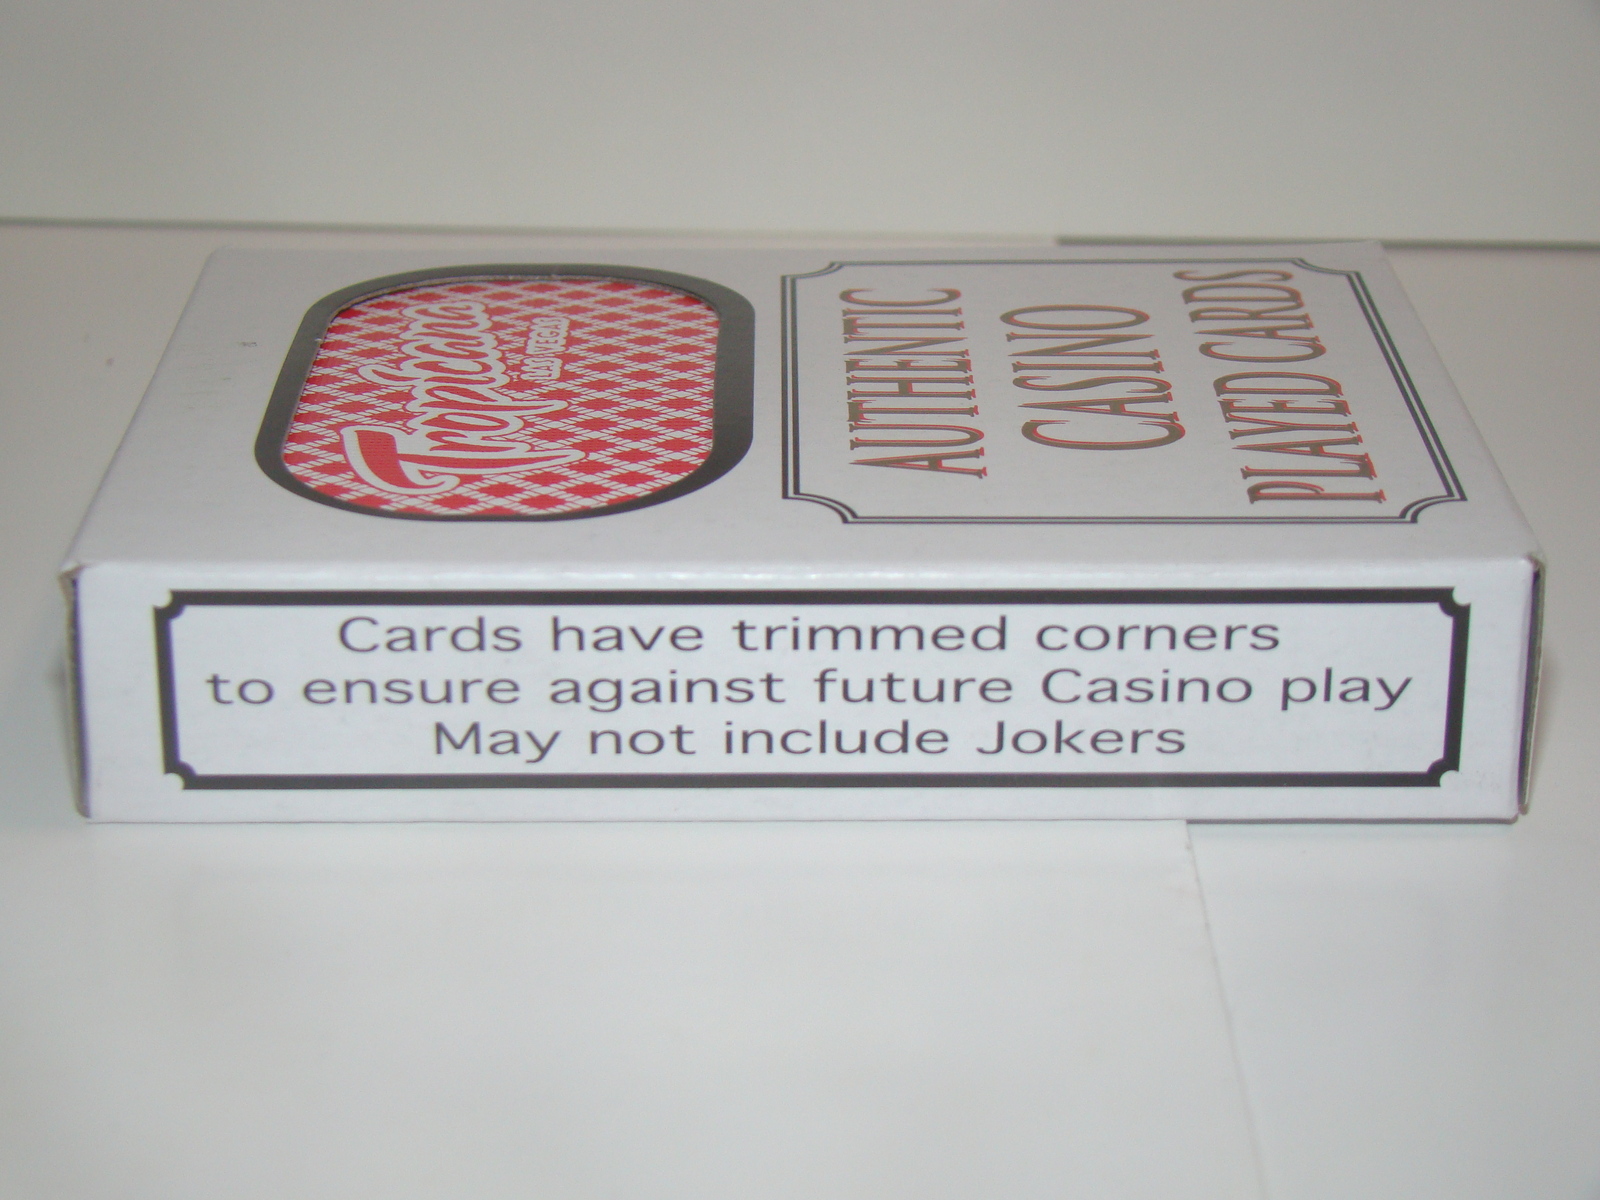 Tropicana
LAS VEGAS
AUTHENTIC
CASINO
PLAYED CARDS
Cards have trimmed corners
to ensure against future Casino play
May not include Jokers